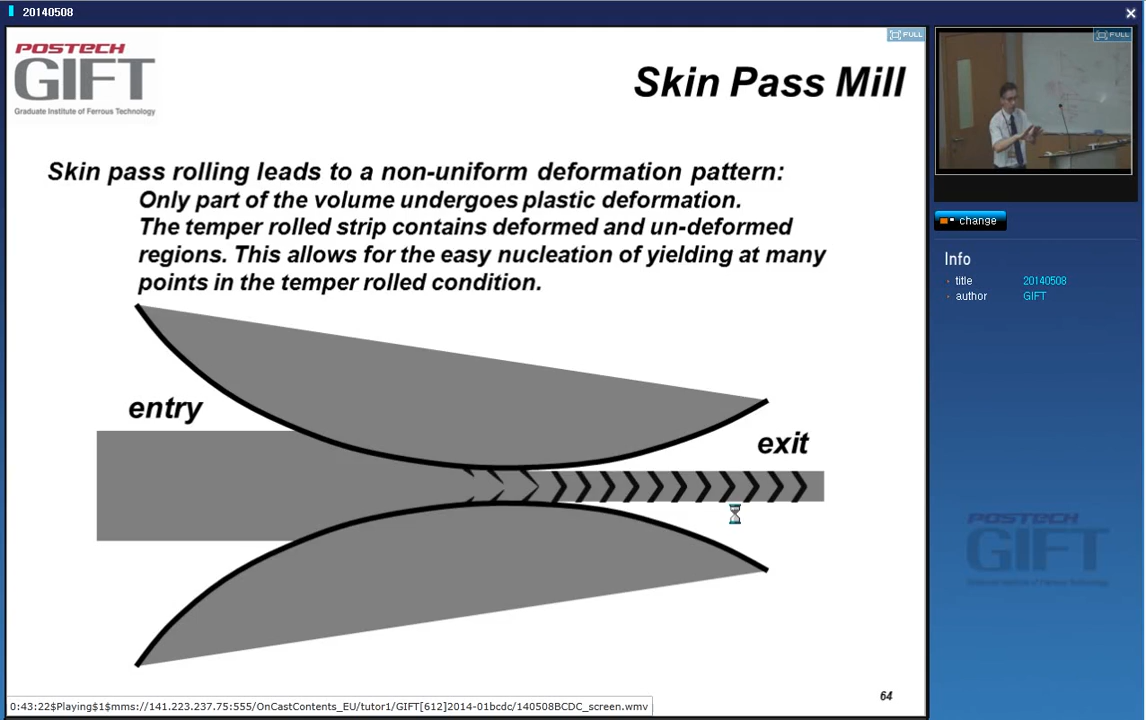 20140508
FULL
POSTECH
GIFT
Graduate Institute of Ferrous Technology
Skin Pass Mill
Skin pass rolling leads to a non-uniform deformation pattern:
Only part of the volume undergoes plastic deformation.
The temper rolled strip contains deformed and un-deformed
regions. This allows for the easy nucleation of yielding at many
points in the temper rolled condition.
entry
exit
64
0:43:22$Playing$1$mms://141.223.237.75:555/OnCastContents_EU/tutor1/GIFT[612]2014-01bcdc/140508BCDC_screen.wmv
FULL
change
Info
title 20140508
author GIFT
POSTECH
GIFT